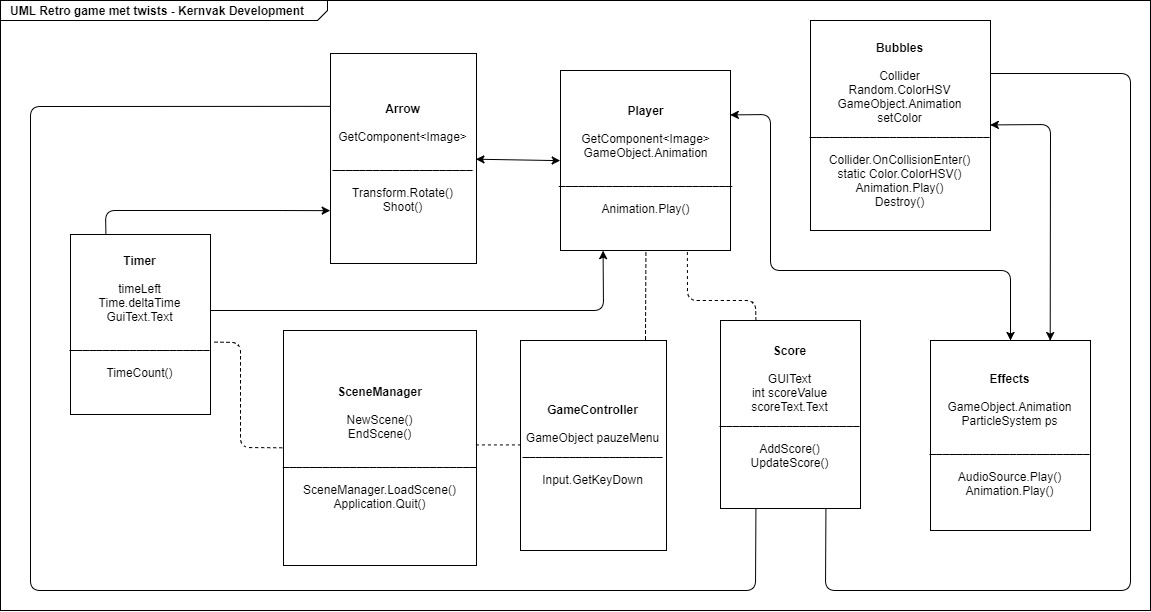 UML Retro game met twists - Kernvak Development
Arrow
GetComponent<Image>
Transform.Rotate()
Shoot()
Player
GetComponent<Image>
GameObject.Animation
Animation.Play()
Bubbles
Collider
Random.ColorHSV
GameObject.Animation
setColor
Collider.OnCollisionEnter()
static Color.ColorHSV()
Animation.Play()
Destroy()
Timer
timeLeft
Time.deltaTime
GuiText.Text
TimeCount()
SceneManager
NewScene()
EndScene()
SceneManager.LoadScene()
Application.Quit()
GameController
GameObject pauzeMenu
Input.GetKeyDown
Score
GUIText
int scoreValue
scoreText.Text
AddScore()
UpdateScore()
Effects
GameObject.Animation
ParticleSystem ps
AudioSource.Play()
Animation.Play()